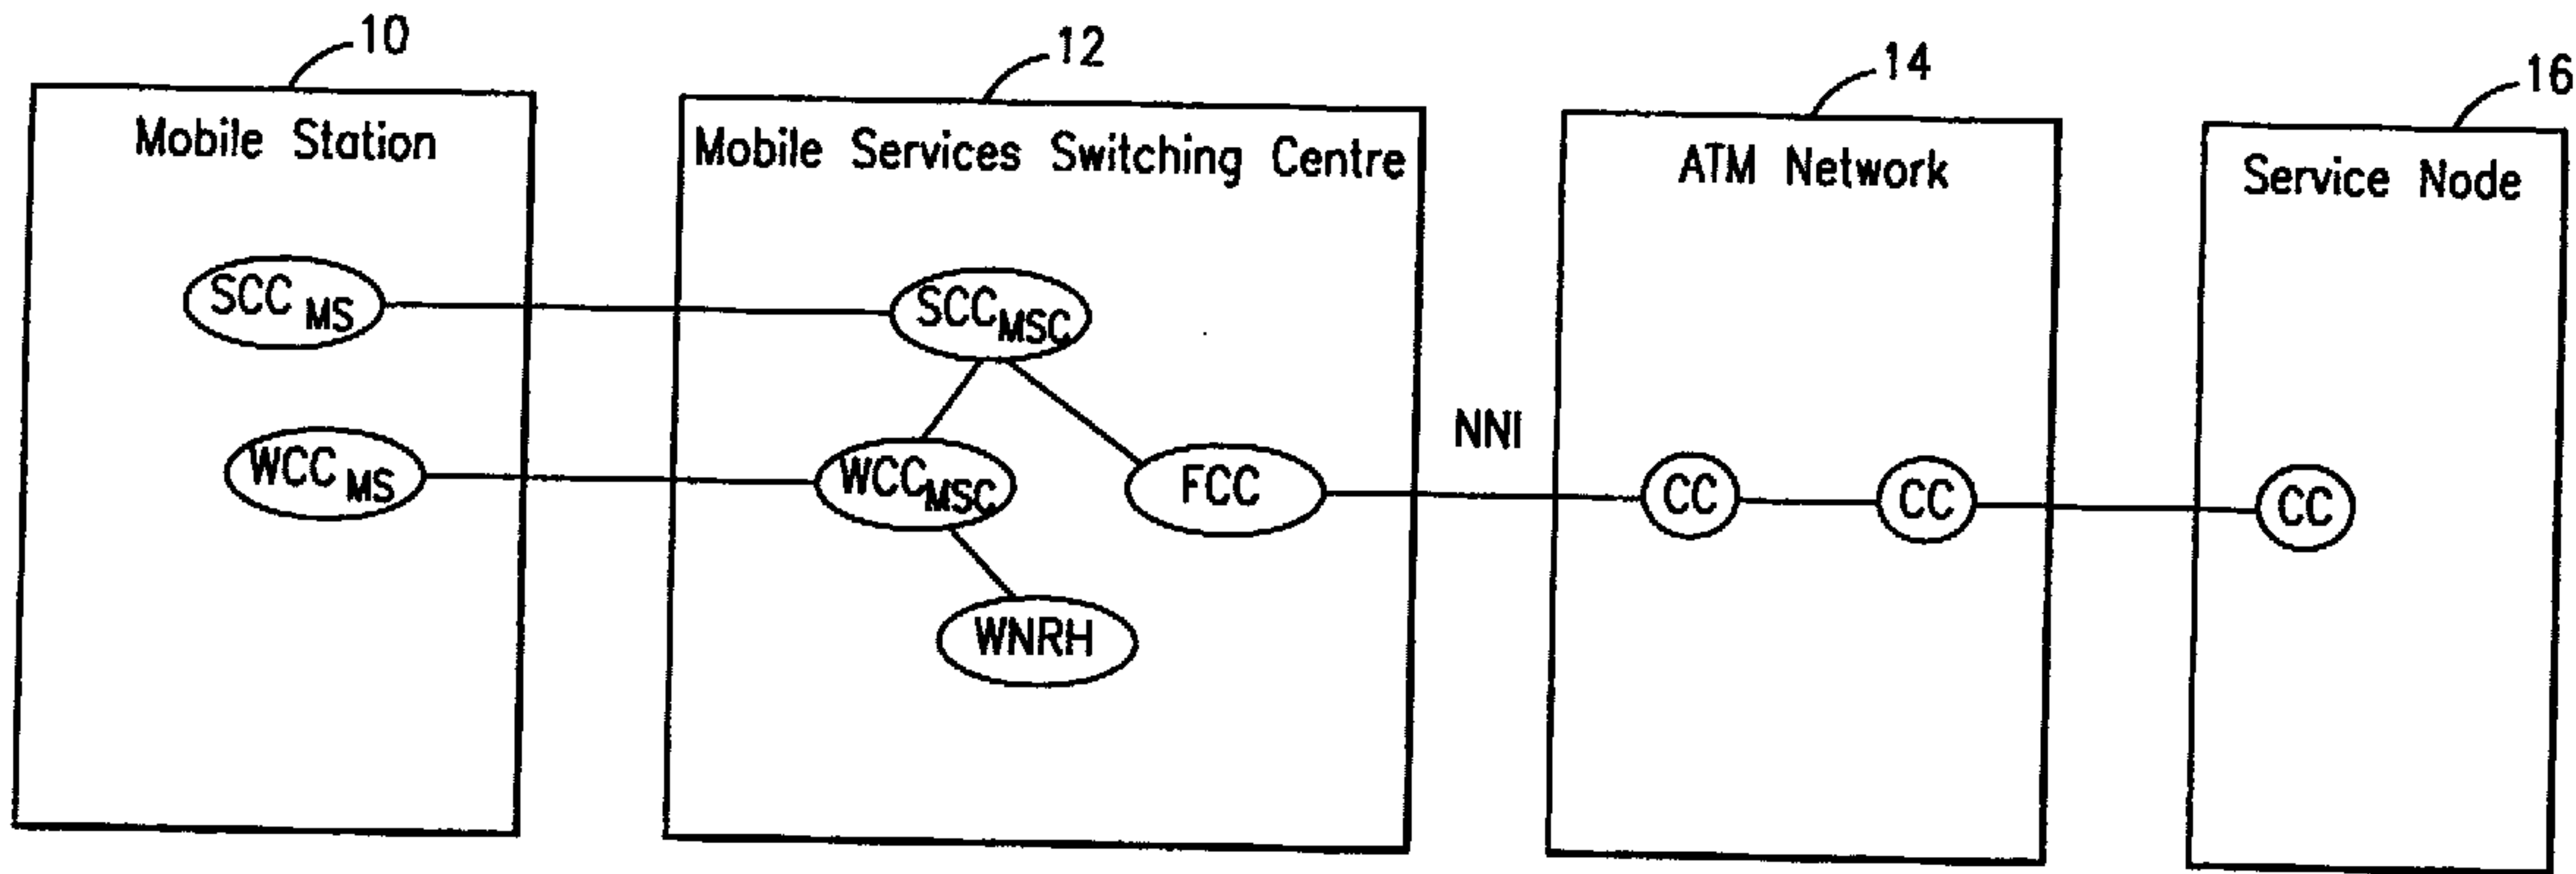 10
12
14
16
Mobile Station
Mobile Services Switching Centre
ATM Network
Service Node
SCC MS
SCC MSC
WCC MS
WCC MSC
FCC
NNI
CC
CC
CC
WNRH